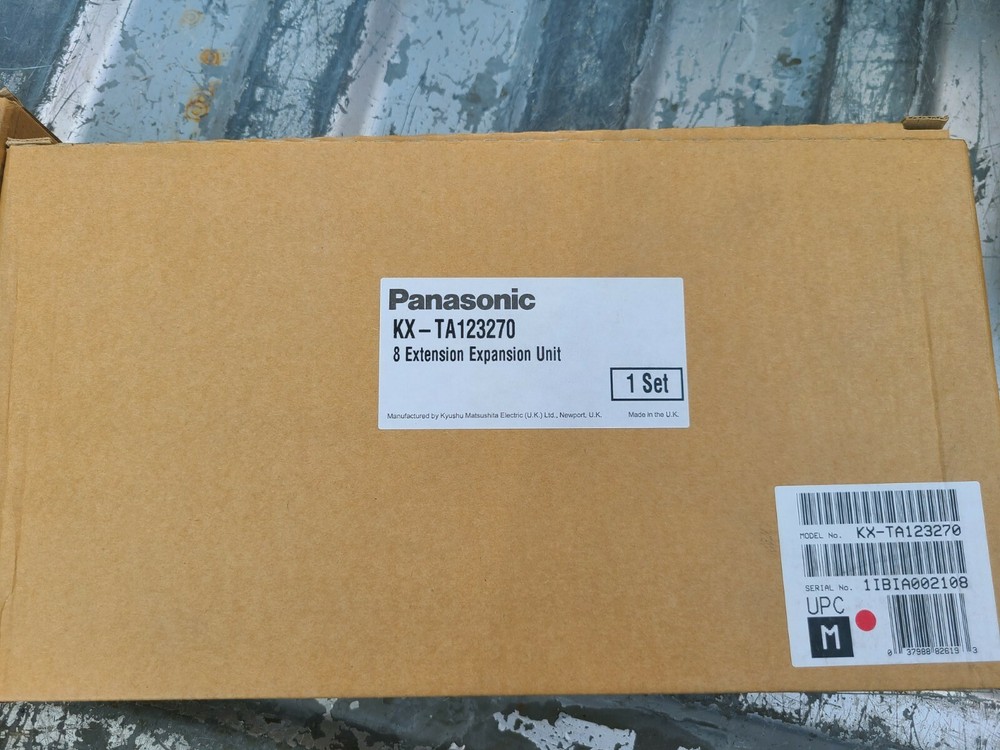 Panasonic
KX-TA123270
8 Extension Expansion Unit
1 Set
Manufactured by Kyushu Matsushita Electric (U.K.) Ltd., Newport, U.K. Made in the U.K.
MODEL No. KX-TA123270
SERIAL No. 1IBIA002108
UPC
M
0 37988 82619 3